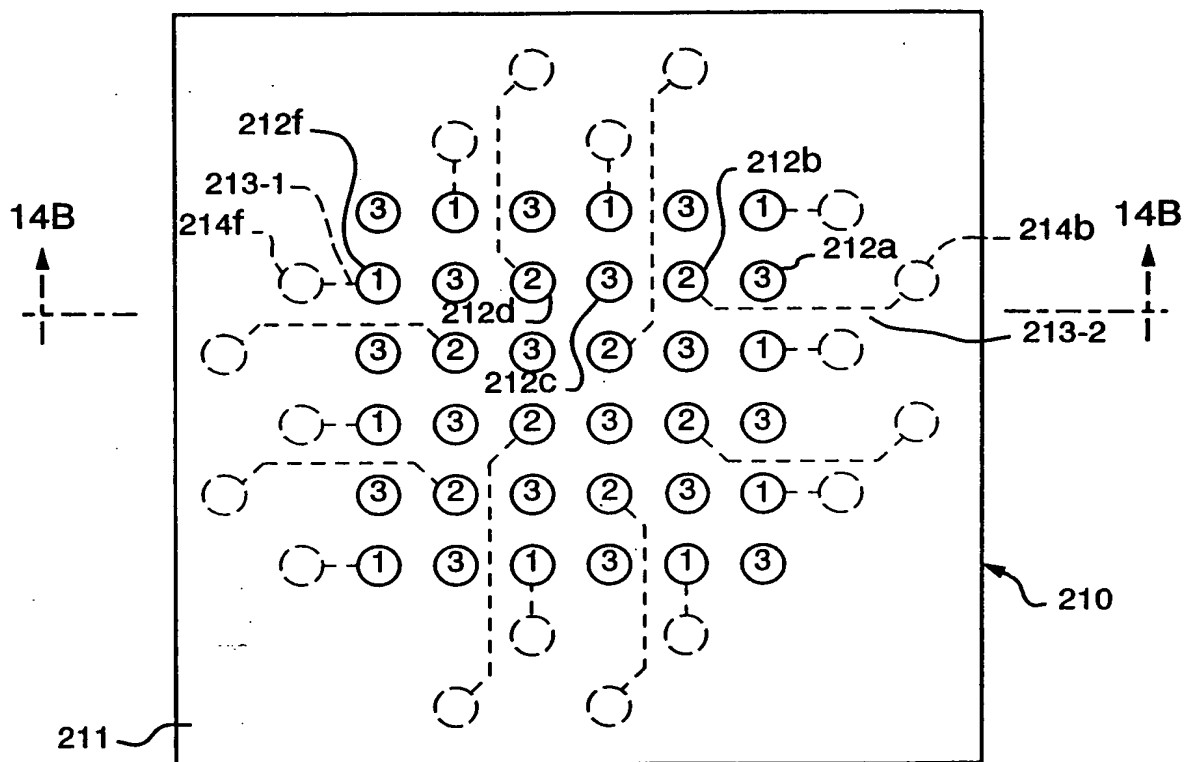 212f
213-1
212b
14B
3 1 3 1 3 1
14B
214f
214b
212a
1 3 2 3 2 3
212d
213-2
3 2 3 2 3 1
212c
1 3 2 3 2 3
3 2 3 2 3 1
1 3 1 3 1 3
210
211